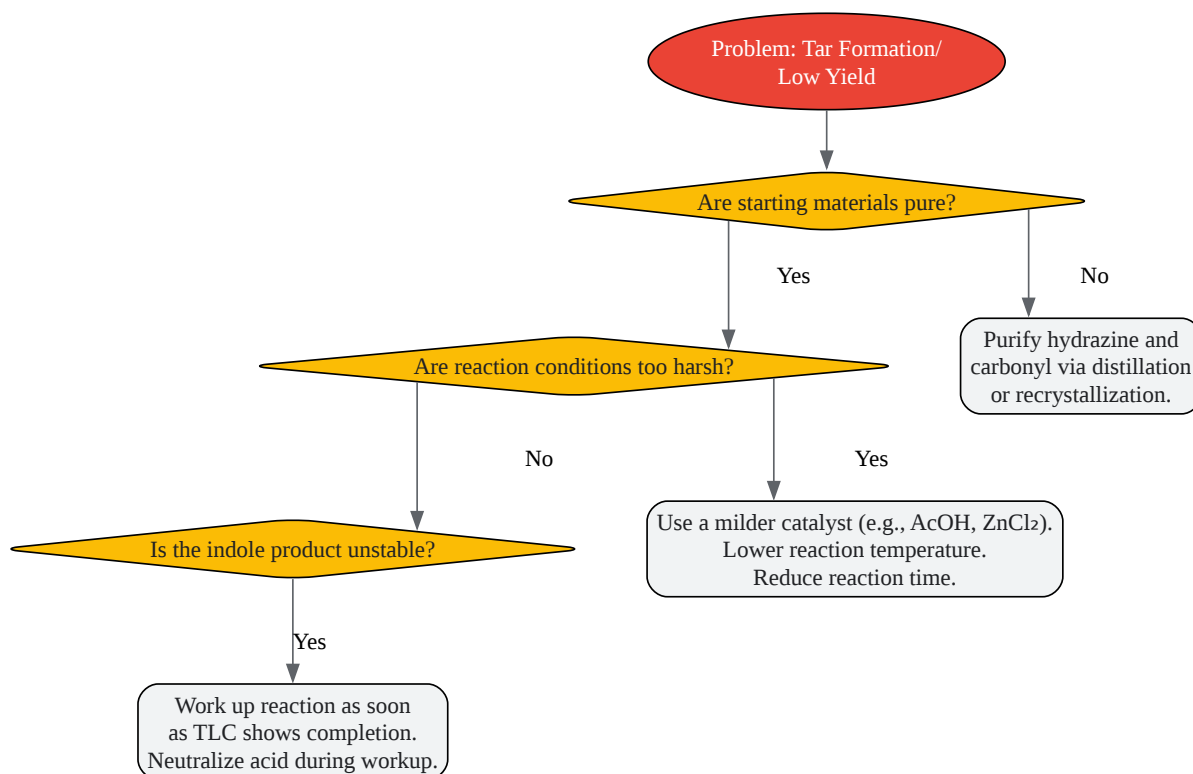 Problem: Tar Formation/
Low Yield
Are starting materials pure?
Yes
No
Purify hydrazine and
carbonyl via distillation
or recrystallization.
Are reaction conditions too harsh?
No
Yes
Use a milder catalyst (e.g., AcOH, ZnCl₂).
Lower reaction temperature.
Reduce reaction time.
Is the indole product unstable?
Yes
Work up reaction as soon
as TLC shows completion.
Neutralize acid during workup.